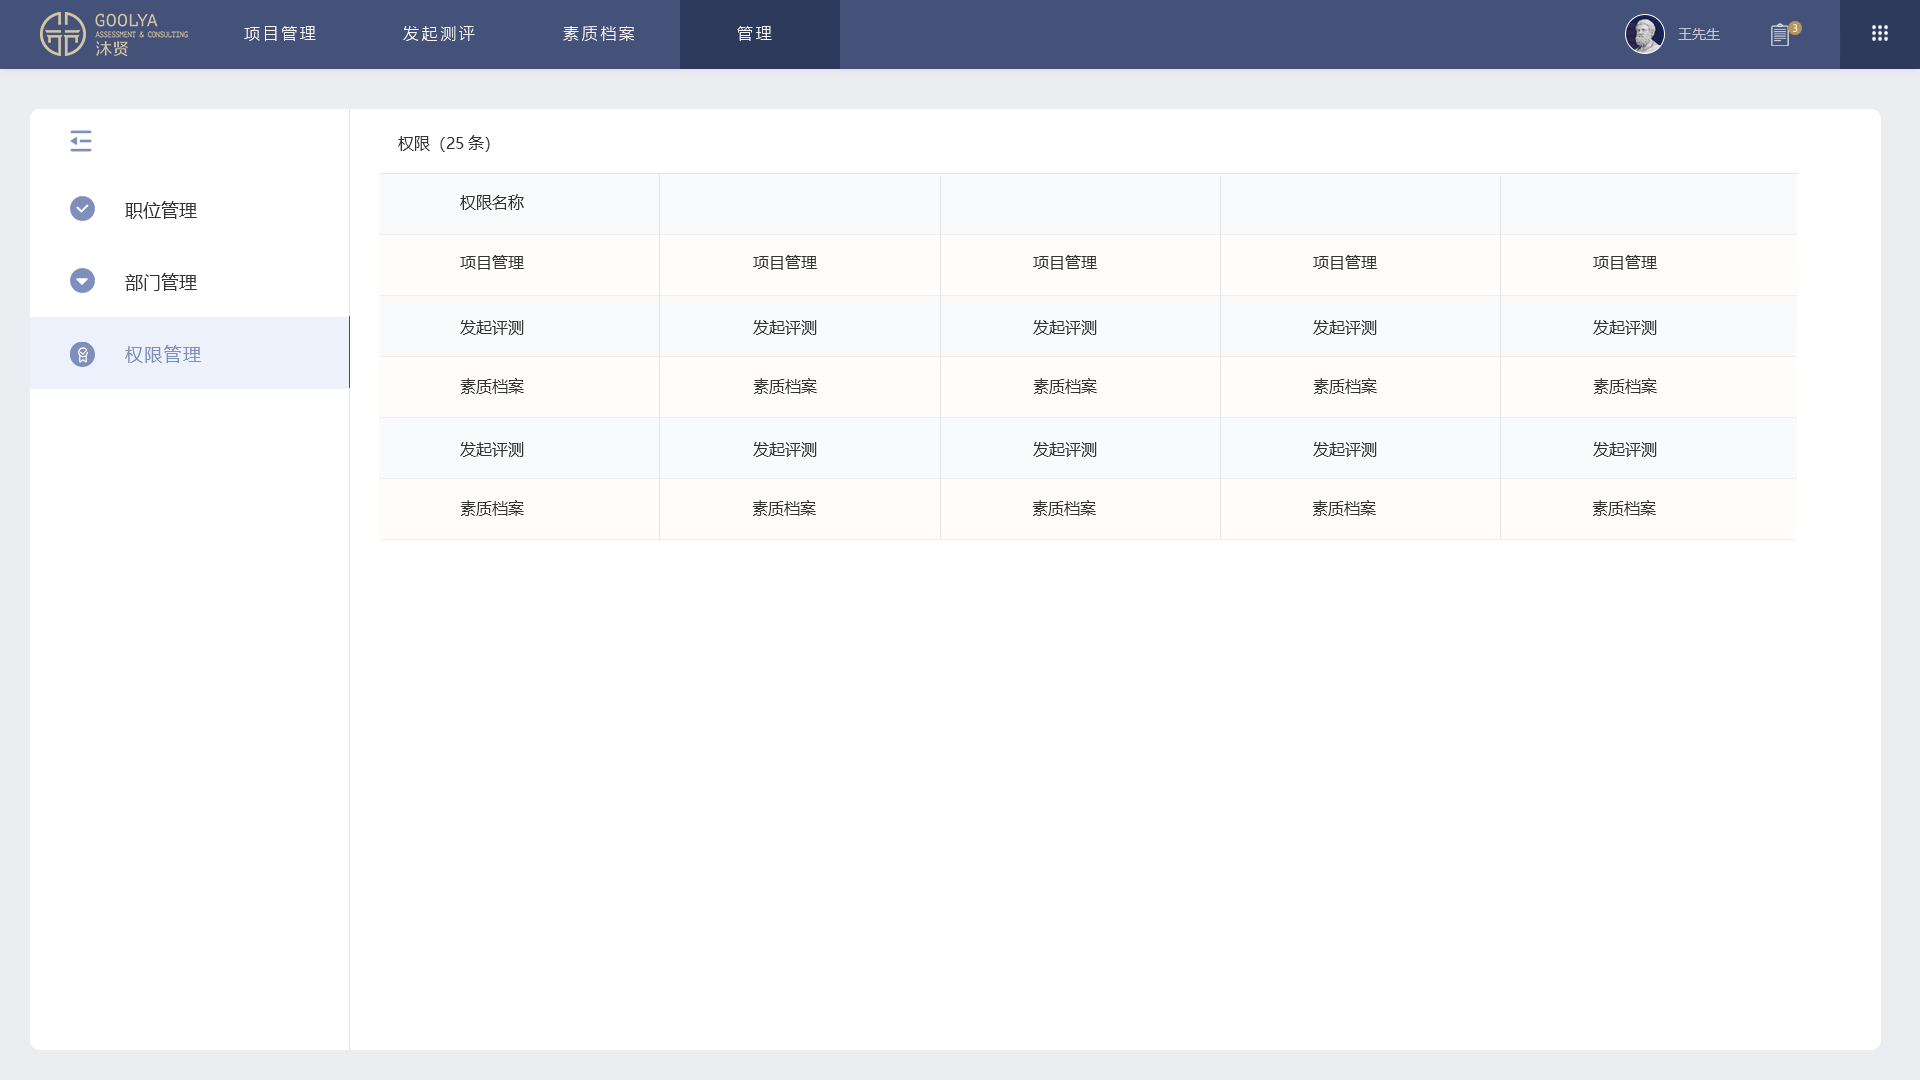 GOOLYA
ASSESSMENT & CONSULTING
沐贤
项目管理
发起测评
素质档案
管理
王先生
3
职位管理
部门管理
权限管理
权限（25 条）
权限名称
项目管理 项目管理 项目管理 项目管理 项目管理
发起评测 发起评测 发起评测 发起评测 发起评测
素质档案 素质档案 素质档案 素质档案 素质档案
发起评测 发起评测 发起评测 发起评测 发起评测
素质档案 素质档案 素质档案 素质档案 素质档案